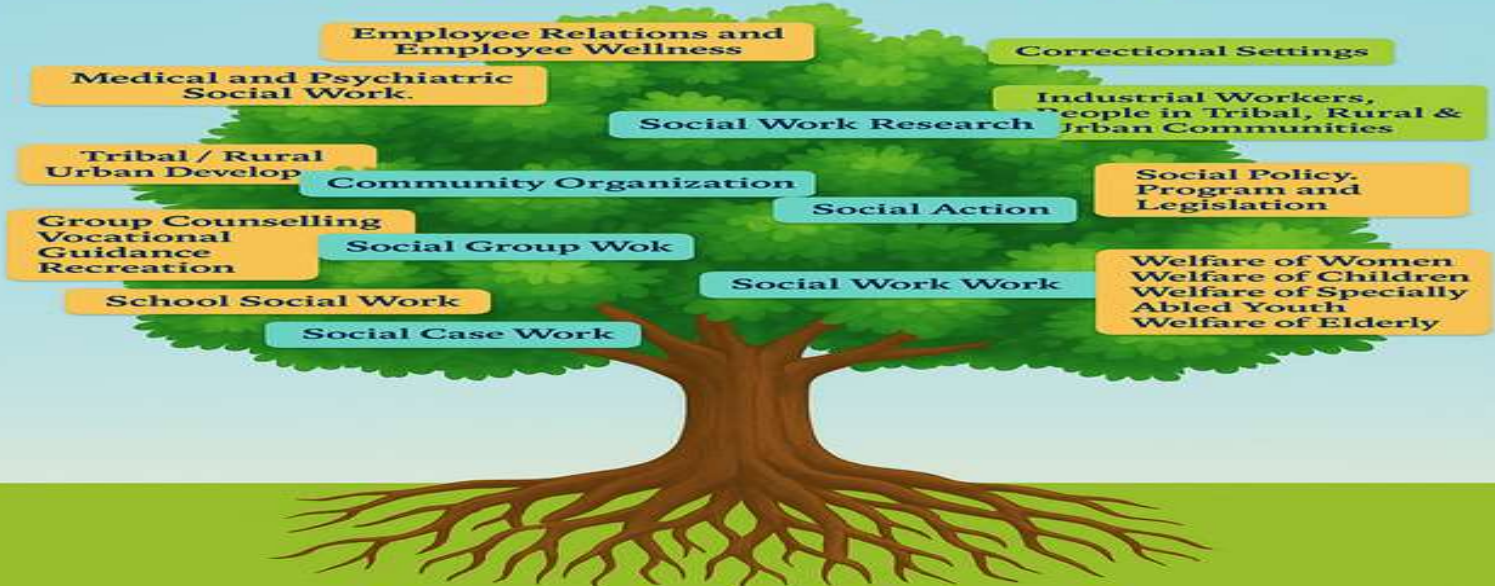 Employee Relations and
Employee Wellness
Correctional Settings
Medical and Psychiatric
Social Work.
Industrial Workers,
People in Tribal, Rural &
Urban Communities
Social Work Research
Tribal / Rural
Urban Develop
Community Organization
Social Policy.
Program and
Legislation
Social Action
Group Counselling
Vocational
Guidance
Recreation
Social Group Wok
Social Work Work
Welfare of Women
Welfare of Children
Welfare of Specially
Abled Youth
Welfare of Elderly
School Social Work
Social Case Work